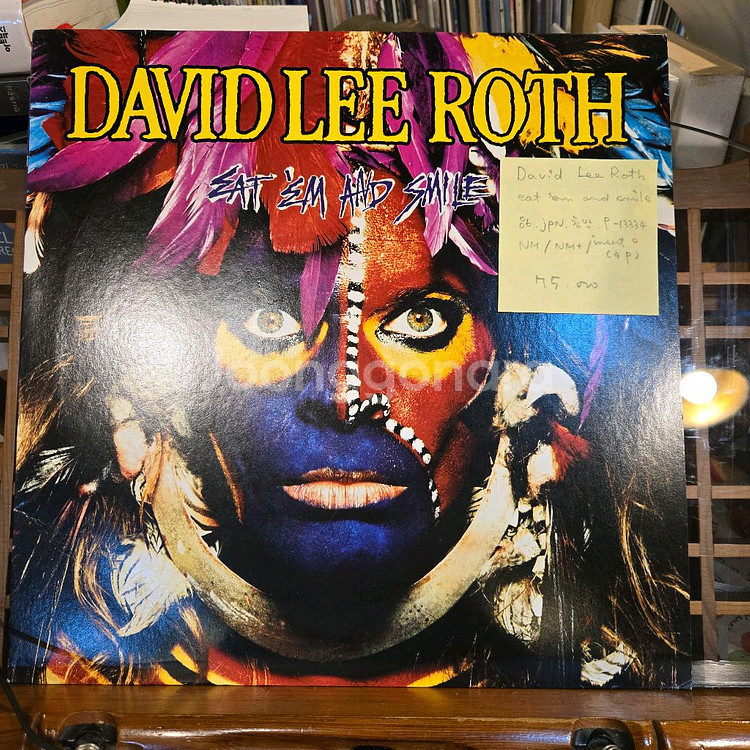 DAVID LEE ROTH
EAT 'EM AND SMILE
David Lee Roth
eat 'em and smile
86. JPN. 초반. P-13334
NM / NM+ / insert o
(4p)
75.000